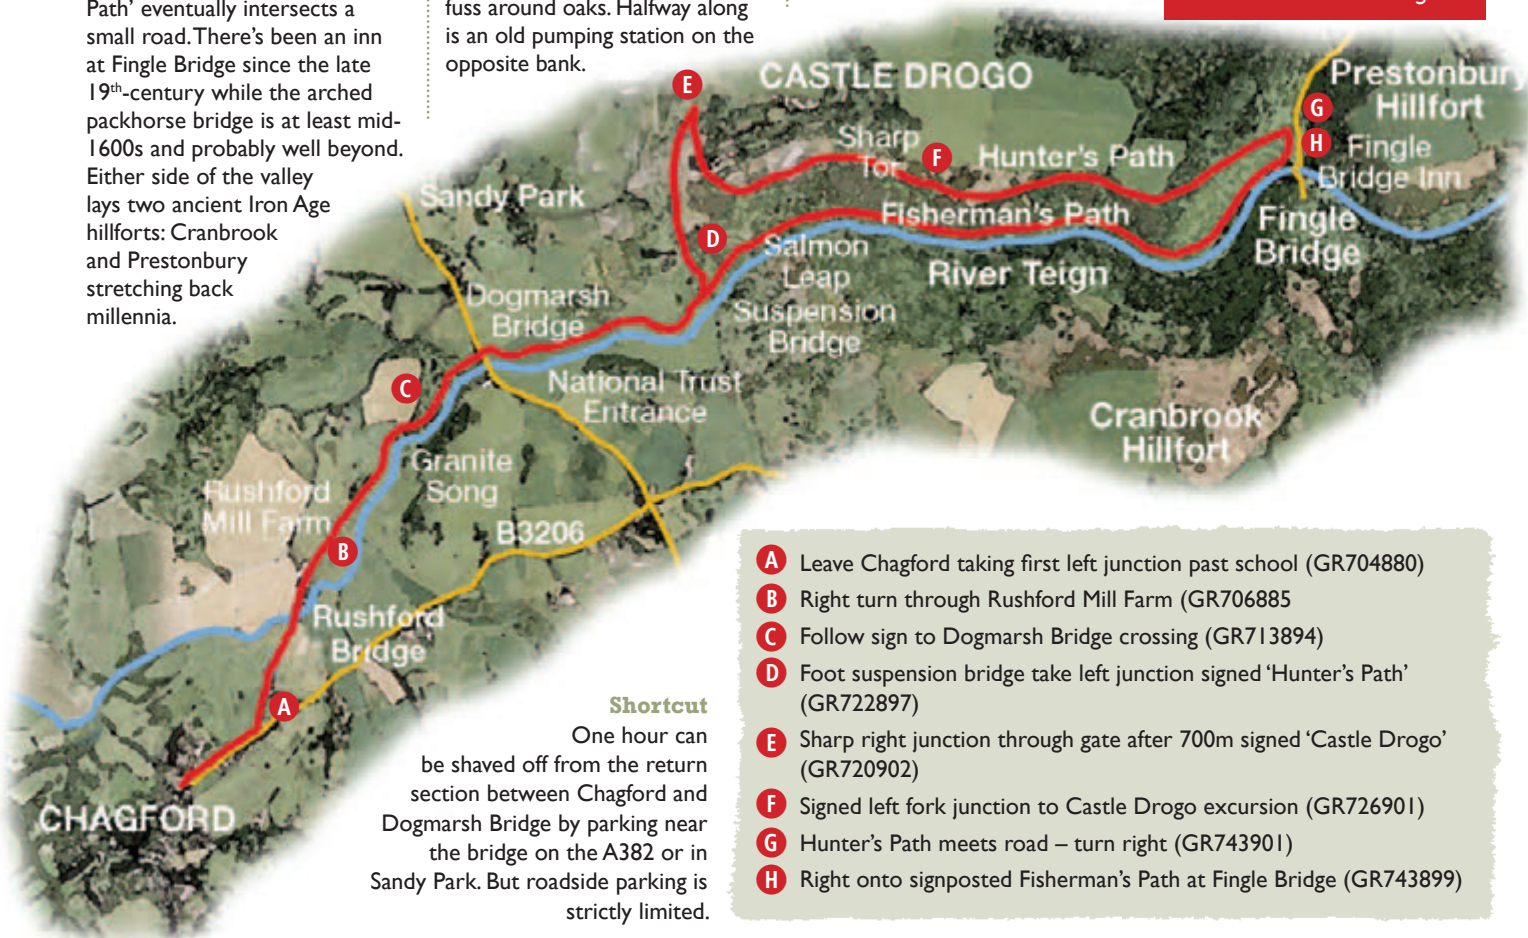 Path’ eventually intersects a
small road. There’s been an inn
at Fingle Bridge since the late
19th-century while the arched
packhorse bridge is at least mid-
1600s and probably well beyond.
Either side of the valley
lays two ancient Iron Age
hillforts: Cranbrook
and Prestonbury
stretching back
millennia.
fuss around oaks. Halfway along
is an old pumping station on the
opposite bank.
E
CASTLE DROGO
Prestonbury
Hillfort
G
H
Fingle
Bridge Inn
Sharp
Tor
F
Hunter’s Path
Sandy Park
Fisherman’s Path
Fingle
Bridge
D
Salmon
Leap
River Teign
Dogmarsh
Bridge
Suspension
Bridge
C
National Trust
Entrance
Cranbrook
Hillfort
Granite
Song
Rushford
Mill Farm
B3206
B
Rushford
Bridge
A
CHAGFORD
Shortcut
One hour can
be shaved off from the return
section between Chagford and
Dogmarsh Bridge by parking near
the bridge on the A382 or in
Sandy Park. But roadside parking is
strictly limited.
A Leave Chagford taking first left junction past school (GR704880)
B Right turn through Rushford Mill Farm (GR706885
C Follow sign to Dogmarsh Bridge crossing (GR713894)
D Foot suspension bridge take left junction signed ‘Hunter’s Path’
(GR722897)
E Sharp right junction through gate after 700m signed ‘Castle Drogo’
(GR720902)
F Signed left fork junction to Castle Drogo excursion (GR726901)
G Hunter’s Path meets road – turn right (GR743901)
H Right onto signposted Fisherman’s Path at Fingle Bridge (GR743899)